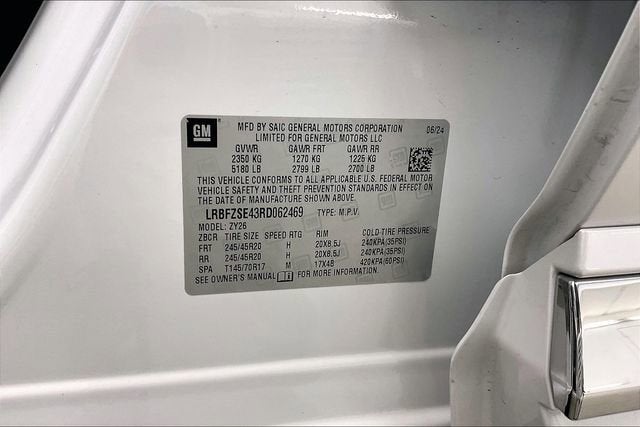 GM
MFD BY SAIC GENERAL MOTORS CORPORATION 06/24
LIMITED FOR GENERAL MOTORS LLC
GVWR GAWR FRT GAWR RR
2350 KG 1270 KG 1225 KG
5180 LB 2799 LB 2700 LB
THIS VEHICLE CONFORMS TO ALL APPLICABLE U.S. FEDERAL MOTOR
VEHICLE SAFETY AND THEFT PREVENTION STANDARDS IN EFFECT ON
THE DATE OF MANUFACTURE SHOWN ABOVE.
LRBFZSE43RD062469 TYPE: M.P.V.
MODEL: ZY26
ZBCR TIRE SIZE SPEED RTG RIM COLD-TIRE PRESSURE
FRT 245/45R20 H 20X8.5J 240KPA(35PSI)
RR 245/45R20 H 20X8.5J 240KPA(35PSI)
SPA T145/70R17 M 17X4B 420KPA(60PSI)
SEE OWNER'S MANUAL FOR MORE INFORMATION.